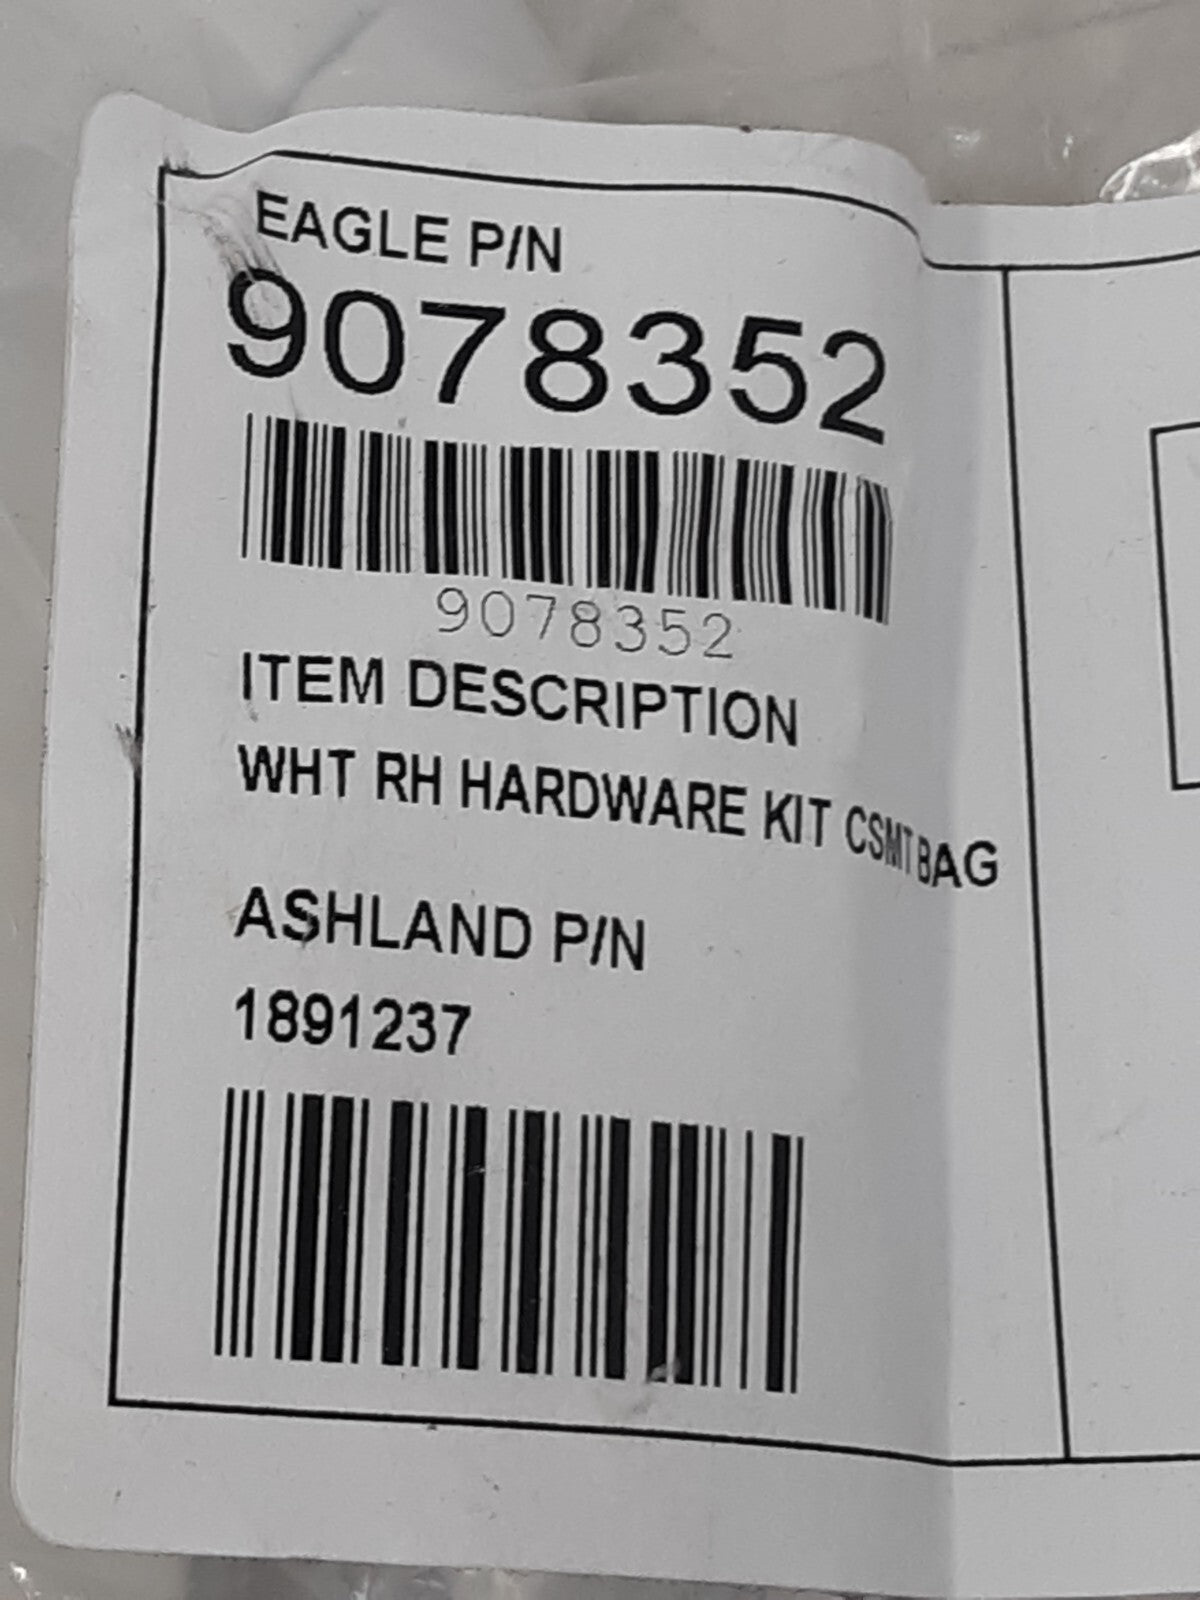 EAGLE P/N
9078352
9078352
ITEM DESCRIPTION
WHT RH HARDWARE KIT CSMT BAG
ASHLAND P/N
1891237